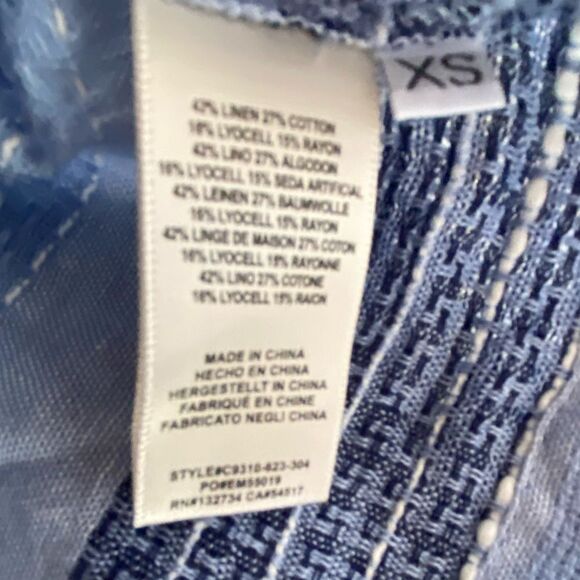 XS
42% LINEN 27% COTTON
16% LYOCELL 15% RAYON
42% LINO 27% ALGODON
16% LYOCELL 15% SEDA ARTIFICIAL
42% LEINEN 27% BAUMWOLLE
16% LYOCELL 15% RAYON
42% LINGE DE MAISON 27% COTON
16% LYOCELL 15% RAYONNE
42% LINO 27% COTONE
16% LYOCELL 15% RAION
MADE IN CHINA
HECHO EN CHINA
HERGESTELLT IN CHINA
FABRIQUÉ EN CHINE
FABRICATO NEGLI CHINA
STYLE#C9310-623-304
PO#EM55019
RN#132734 CA#54517